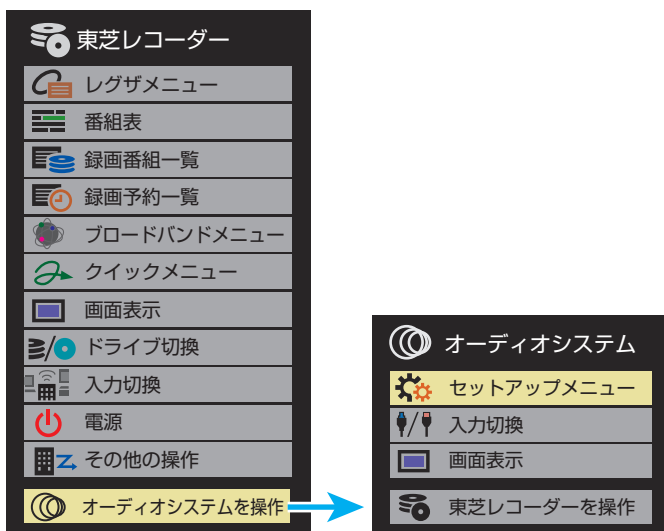 東芝レコーダー
レグザメニュー
番組表
録画番組一覧
録画予約一覧
ブロードバンドメニュー
クイックメニュー
画面表示
ドライブ切換
入力切換
電源
その他の操作
オーディオシステムを操作
オーディオシステム
セットアップメニュー
入力切換
画面表示
東芝レコーダーを操作